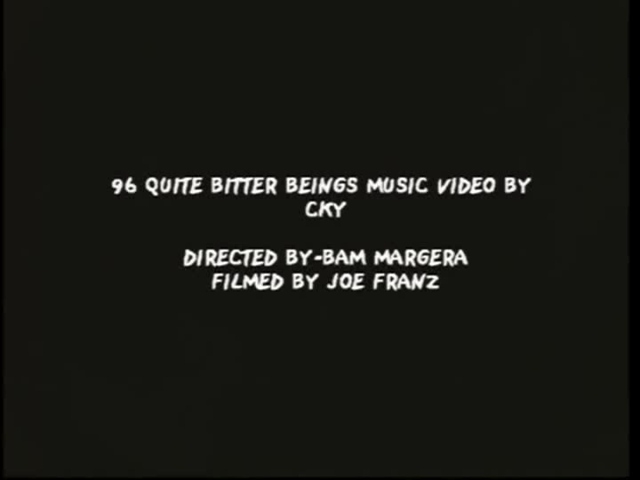 96 QUITE BITTER BEINGS MUSIC VIDEO BY
CKY
DIRECTED BY-BAM MARGERA
FILMED BY JOE FRANZ